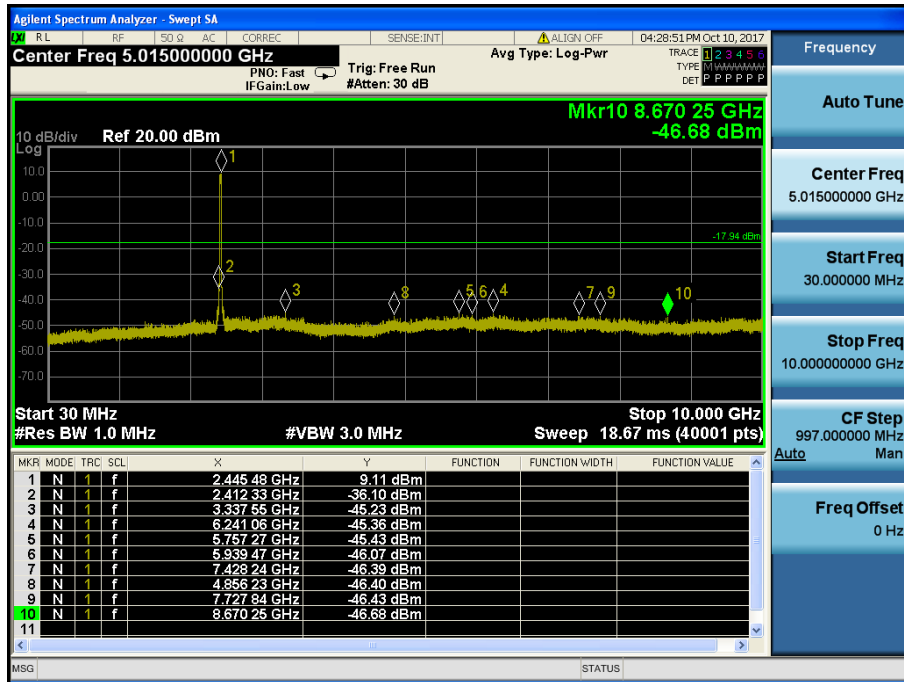 Agilent Spectrum Analyzer - Swept SA
LXI RL RF 50 Ω AC CORREC SENSE:INT ALIGN OFF 04:28:51 PM Oct 10, 2017
Center Freq 5.015000000 GHz
PNO: Fast
IFGain:Low
Trig: Free Run
#Atten: 30 dB
Avg Type: Log-Pwr
TRACE 1 2 3 4 5 6
TYPE M W W W W W
DET P P P P P P
Mkr10 8.670 25 GHz
-46.68 dBm
10 dB/div Ref 20.00 dBm
Log
10.0
0.00
-10.0
-20.0
-30.0
-40.0
-50.0
-60.0
-70.0
1
2
3
8
5 6 4
7 9
10
-17.94 dBm
Start 30 MHz
Stop 10.000 GHz
#Res BW 1.0 MHz #VBW 3.0 MHz Sweep 18.67 ms (40001 pts)
MKR MODE TRC SCL X Y FUNCTION FUNCTION WIDTH FUNCTION VALUE
1 N 1 f 2.445 48 GHz 9.11 dBm
2 N 1 f 2.412 33 GHz -36.10 dBm
3 N 1 f 3.337 55 GHz -45.23 dBm
4 N 1 f 6.241 06 GHz -45.36 dBm
5 N 1 f 5.757 27 GHz -45.43 dBm
6 N 1 f 5.939 47 GHz -46.07 dBm
7 N 1 f 7.428 24 GHz -46.39 dBm
8 N 1 f 4.856 23 GHz -46.40 dBm
9 N 1 f 7.727 84 GHz -46.43 dBm
10 N 1 f 8.670 25 GHz -46.68 dBm
11
MSG STATUS
Frequency
Auto Tune
Center Freq
5.015000000 GHz
Start Freq
30.000000 MHz
Stop Freq
10.000000000 GHz
CF Step
997.000000 MHz
Auto Man
Freq Offset
0 Hz